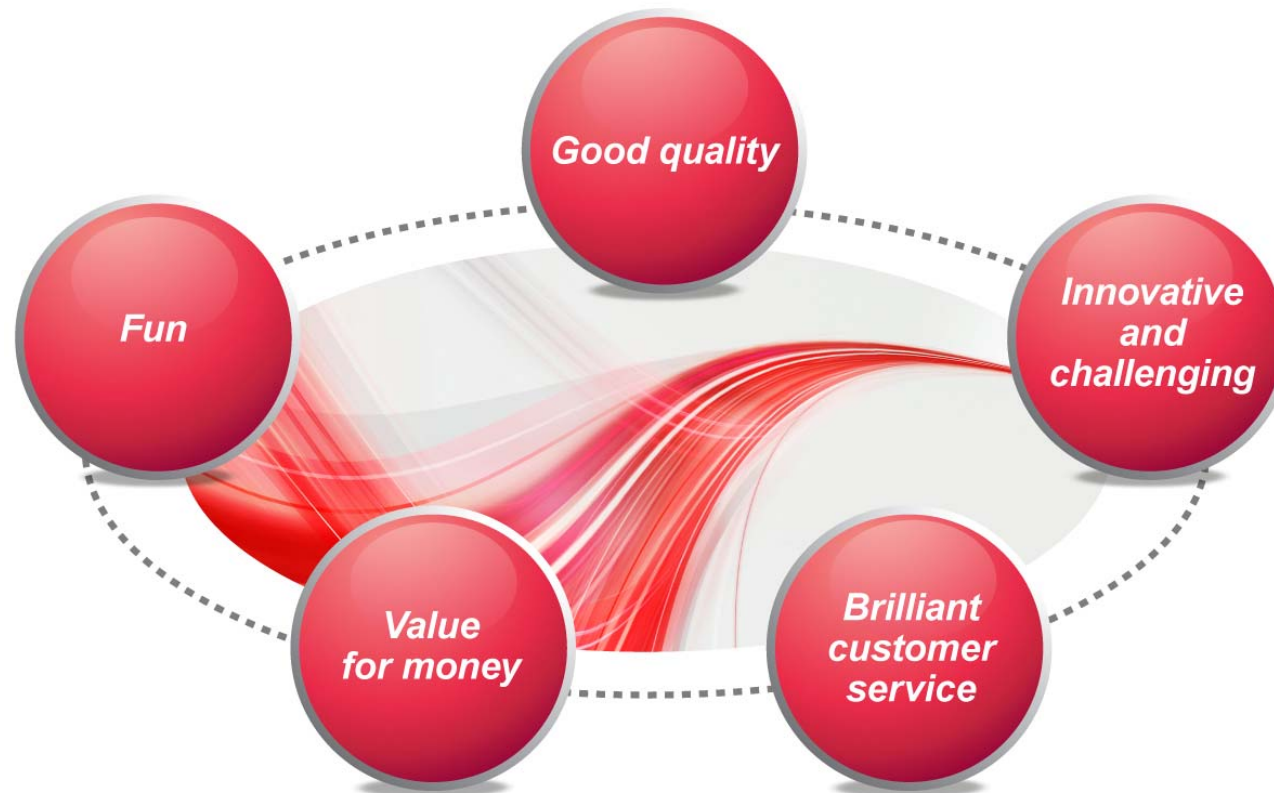 Good quality
Fun
Innovative
and
challenging
Value
for money
Brilliant
customer
service